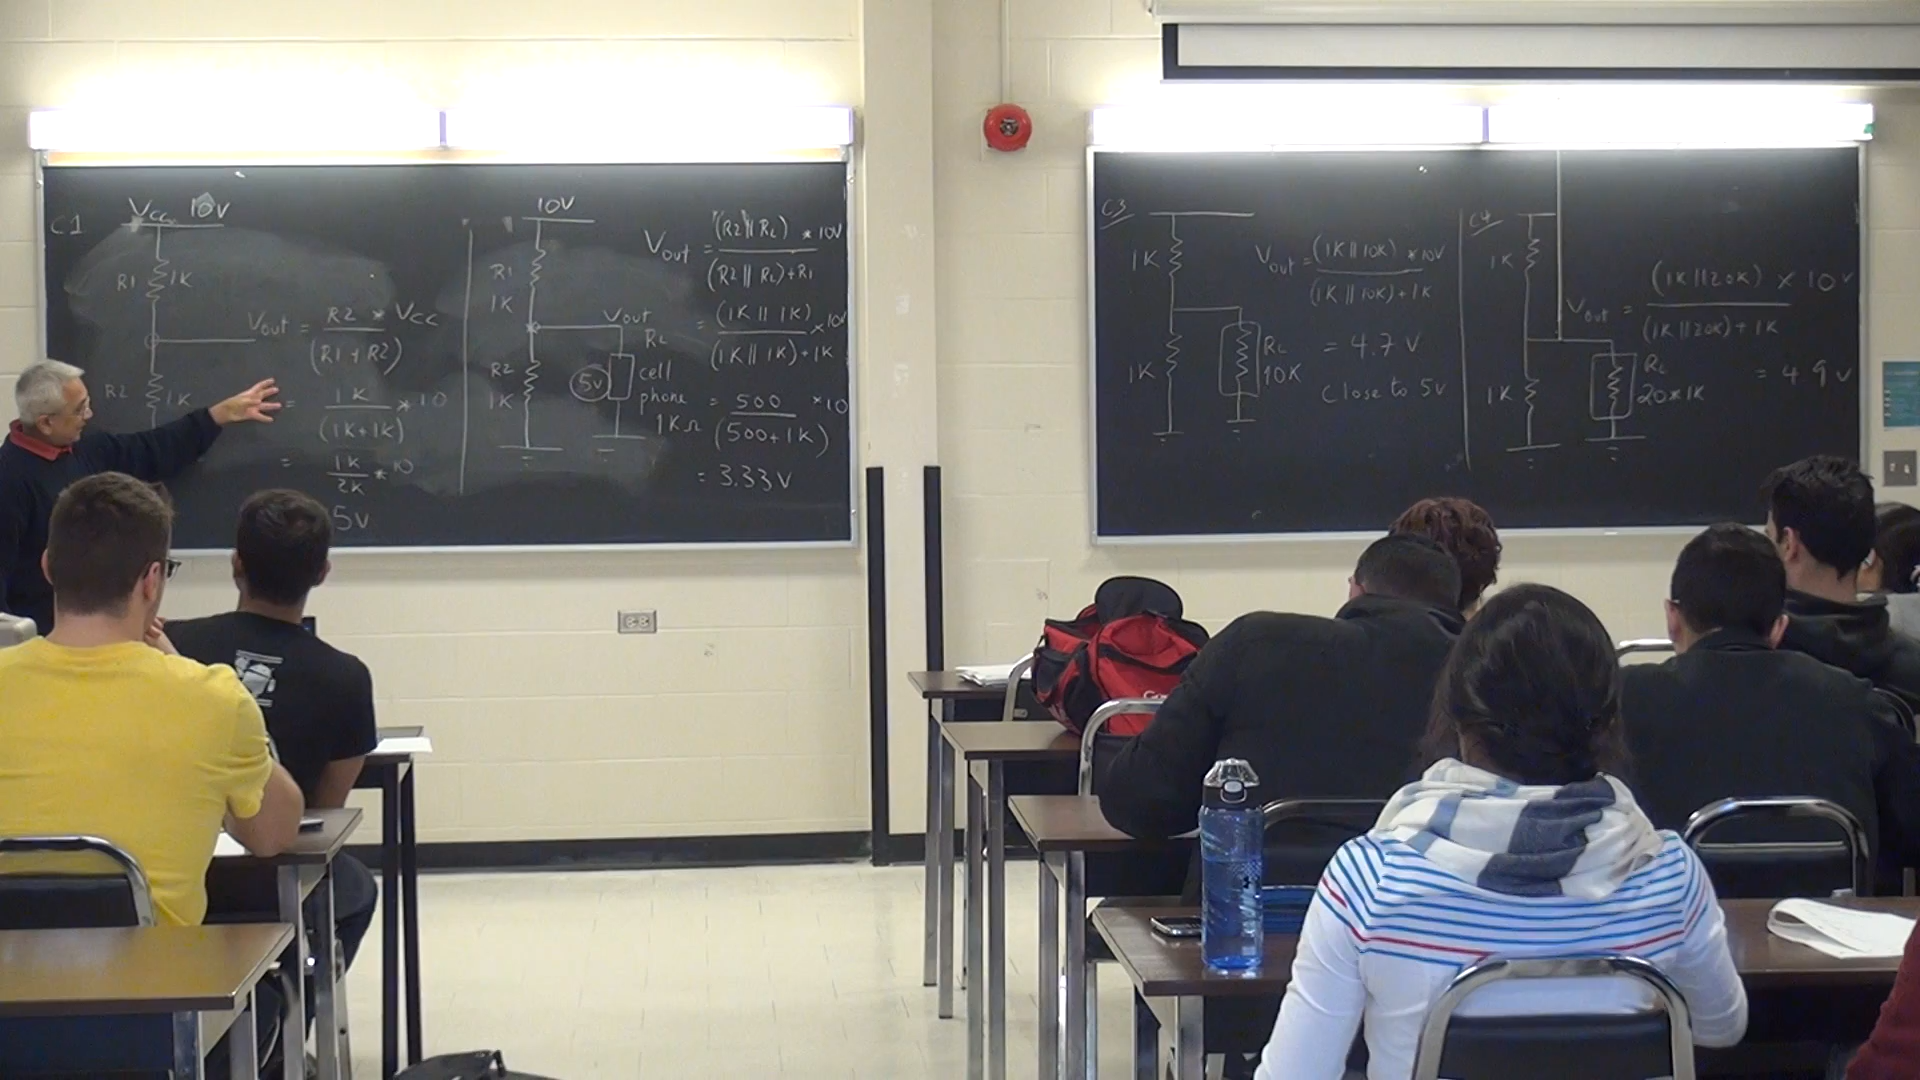 C1
Vcc 10V
R1 1K
Vout = R2 * Vcc
(R1 + R2)
R2 1K
= 1K * 10
(1K+1K)
= 1K * 10
2K
5V
10V
R1
1K
Vout
R2
1K
5v
RL
cell
phone
1KΩ
Vout = (R2 || RL) * 10V
(R2 || RL)+R1
= (1K || 1K) × 10V
(1K || 1K)+1K
= 500 × 10
(500+1K)
= 3.33V
C3
1K
1K
RL
10K
Vout = (1K || 10K) * 10V
(1K || 10K)+1K
= 4.7 V
Close to 5v
C4
1K
1K
RL
20*1K
Vout = (1K||20K) × 10V
(1K||20K)+1K
= 4.9V